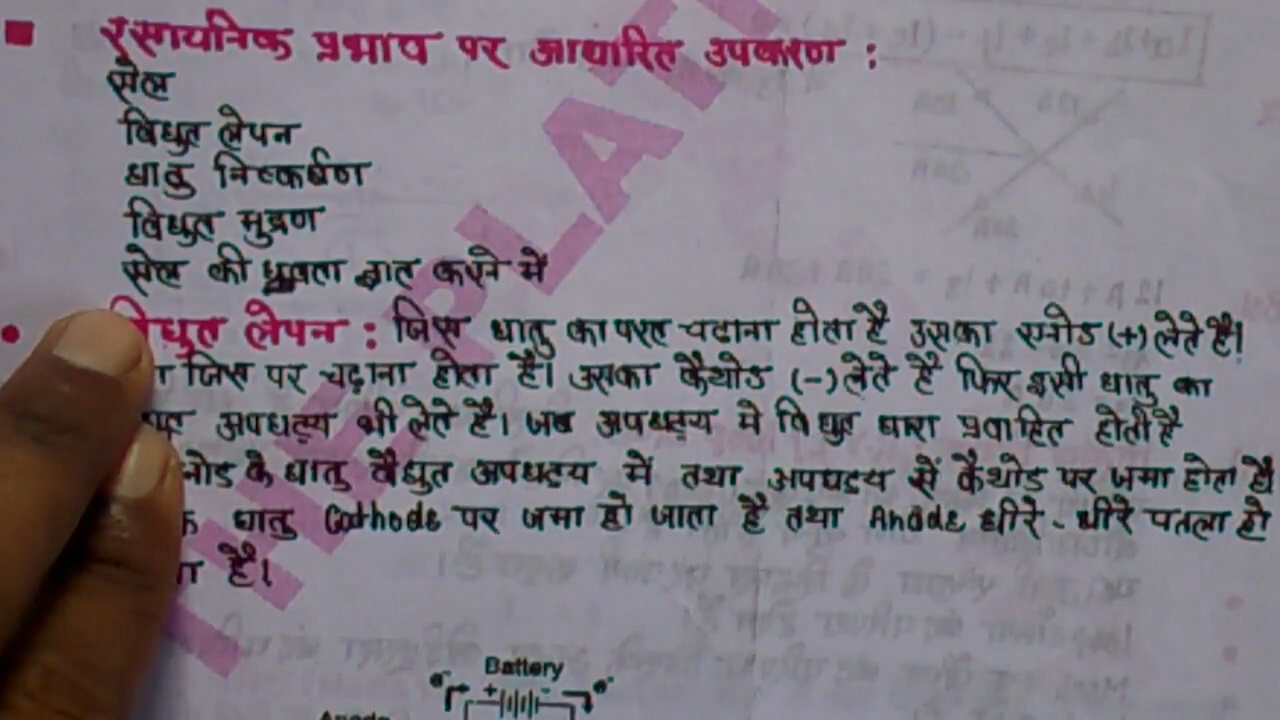 रसायनिक प्रभाव पर आधारित उपकरण :
सेल
विधुत लेपन
धातु निष्कर्षण
विधुत मुद्रण
सेल की ध्रुवता ज्ञात करने में
विधुत लेपन : जिस धातु का परत चढाना होता है उसका एनोड (+) लेते है।
जिस पर चढ़ाना होता है। उसका कैथोड (-) लेते है फिर इसी धातु का
अपघट्य भी लेते है। जब अपघट्य मे विधुत धारा प्रवाहित होती है
नोड के धातु वैधुत अपघट्य में तथा अपघट्य से कैथोड पर जमा होता है।
धातु Cathode पर जमा हो जाता है तथा Anode धीरे - धीरे पतला हो
है।
Battery
e⁻ + - e⁻
Anode